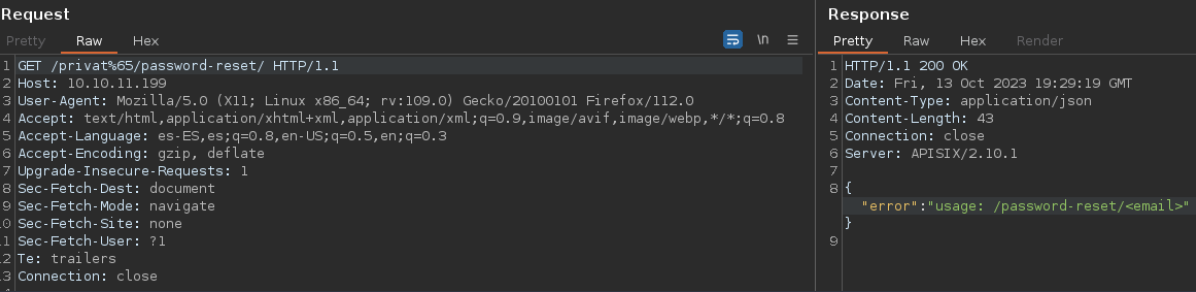 Request
Pretty Raw Hex
\n
1 GET /privat%65/password-reset/ HTTP/1.1
2 Host: 10.10.11.199
3 User-Agent: Mozilla/5.0 (X11; Linux x86_64; rv:109.0) Gecko/20100101 Firefox/112.0
4 Accept: text/html,application/xhtml+xml,application/xml;q=0.9,image/avif,image/webp,*/*;q=0.8
5 Accept-Language: es-ES,es;q=0.8,en-US;q=0.5,en;q=0.3
6 Accept-Encoding: gzip, deflate
7 Upgrade-Insecure-Requests: 1
8 Sec-Fetch-Dest: document
9 Sec-Fetch-Mode: navigate
.0 Sec-Fetch-Site: none
.1 Sec-Fetch-User: ?1
.2 Te: trailers
.3 Connection: close
Response
Pretty Raw Hex Render
1 HTTP/1.1 200 OK
2 Date: Fri, 13 Oct 2023 19:29:19 GMT
3 Content-Type: application/json
4 Content-Length: 43
5 Connection: close
6 Server: APISIX/2.10.1
7
8 {
"error":"usage: /password-reset/<email>"
}
9